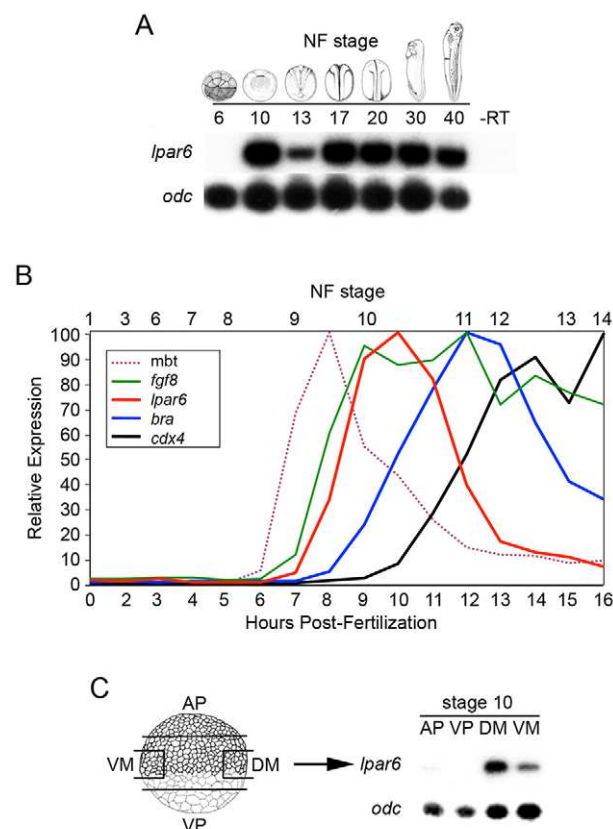 A
NF stage
6 10 13 17 20 30 40 -RT
lpar6
odc
B
NF stage
1 3 6 7 8 9 10 11 12 13 14
100
90
80
70
60
50
40
30
20
10
0
Relative Expression
mbt
fgf8
lpar6
bra
cdx4
0 2 3 4 5 6 7 8 9 10 11 12 13 14 15 16
Hours Post-Fertilization
C
AP
VM DM
VP
stage 10
AP VP DM VM
lpar6
odc